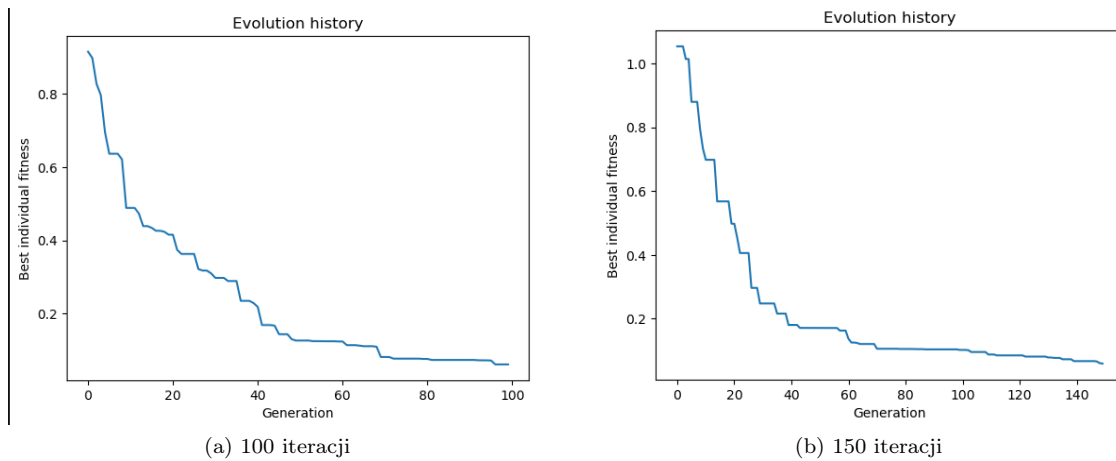 Evolution history
Best individual fitness
0.8
0.6
0.4
0.2
0 20 40 60 80 100
Generation
(a) 100 iteracji
Evolution history
Best individual fitness
1.0
0.8
0.6
0.4
0.2
0 20 40 60 80 100 120 140
Generation
(b) 150 iteracji